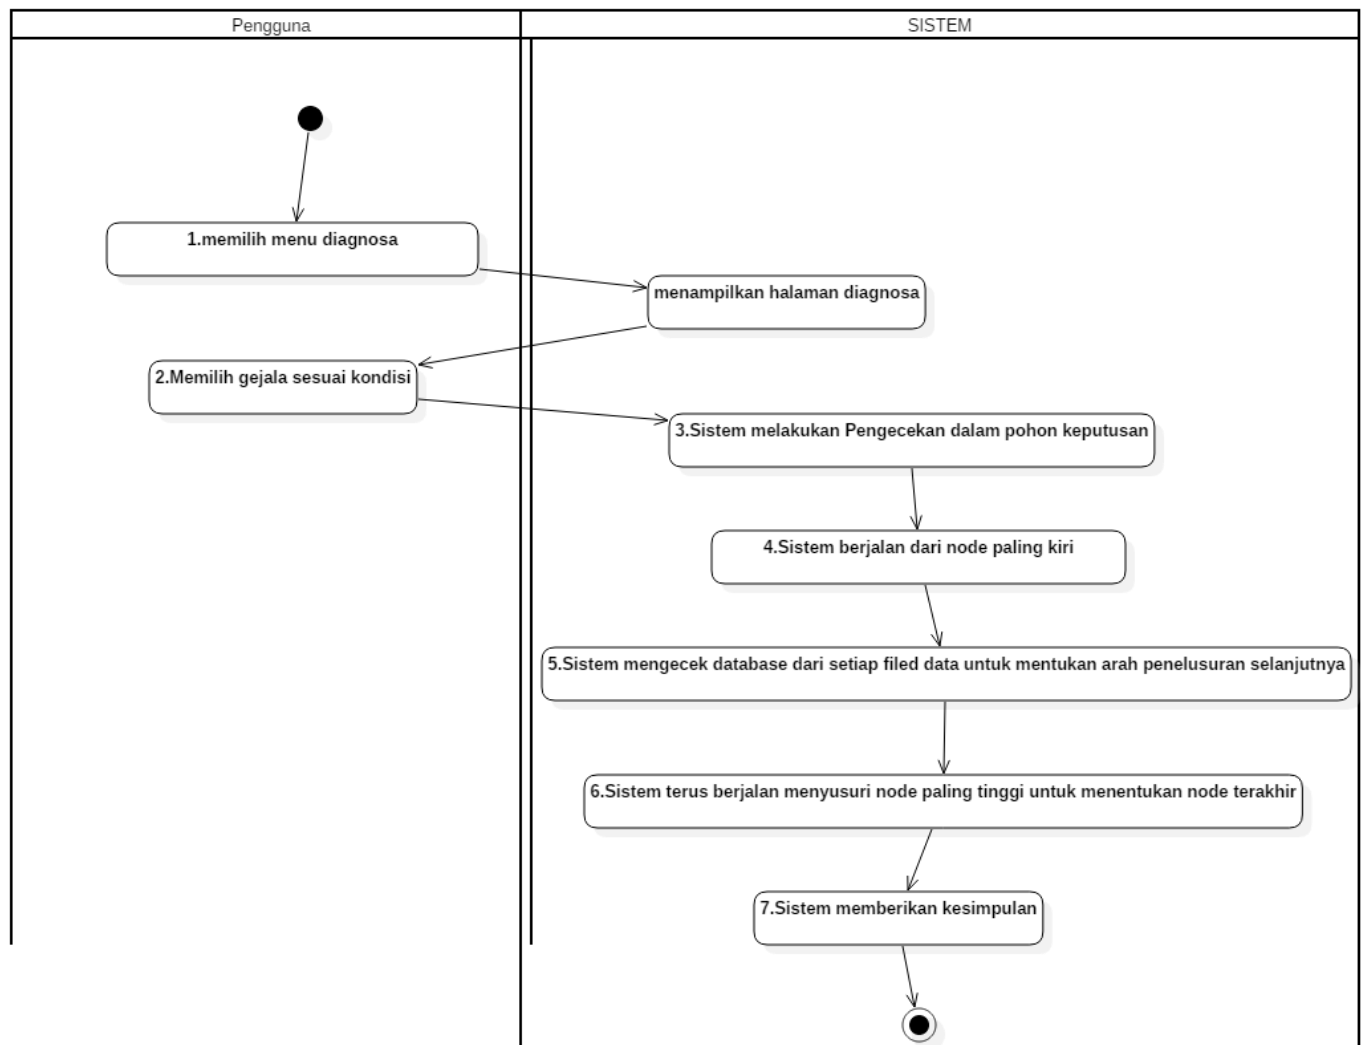 Pengguna
SISTEM
1.memilih menu diagnosa
menampilkan halaman diagnosa
2.Memilih gejala sesuai kondisi
3.Sistem melakukan Pengecekan dalam pohon keputusan
4.Sistem berjalan dari node paling kiri
5.Sistem mengecek database dari setiap filed data untuk mentukan arah penelusuran selanjutnya
6.Sistem terus berjalan menyusuri node paling tinggi untuk menentukan node terakhir
7.Sistem memberikan kesimpulan